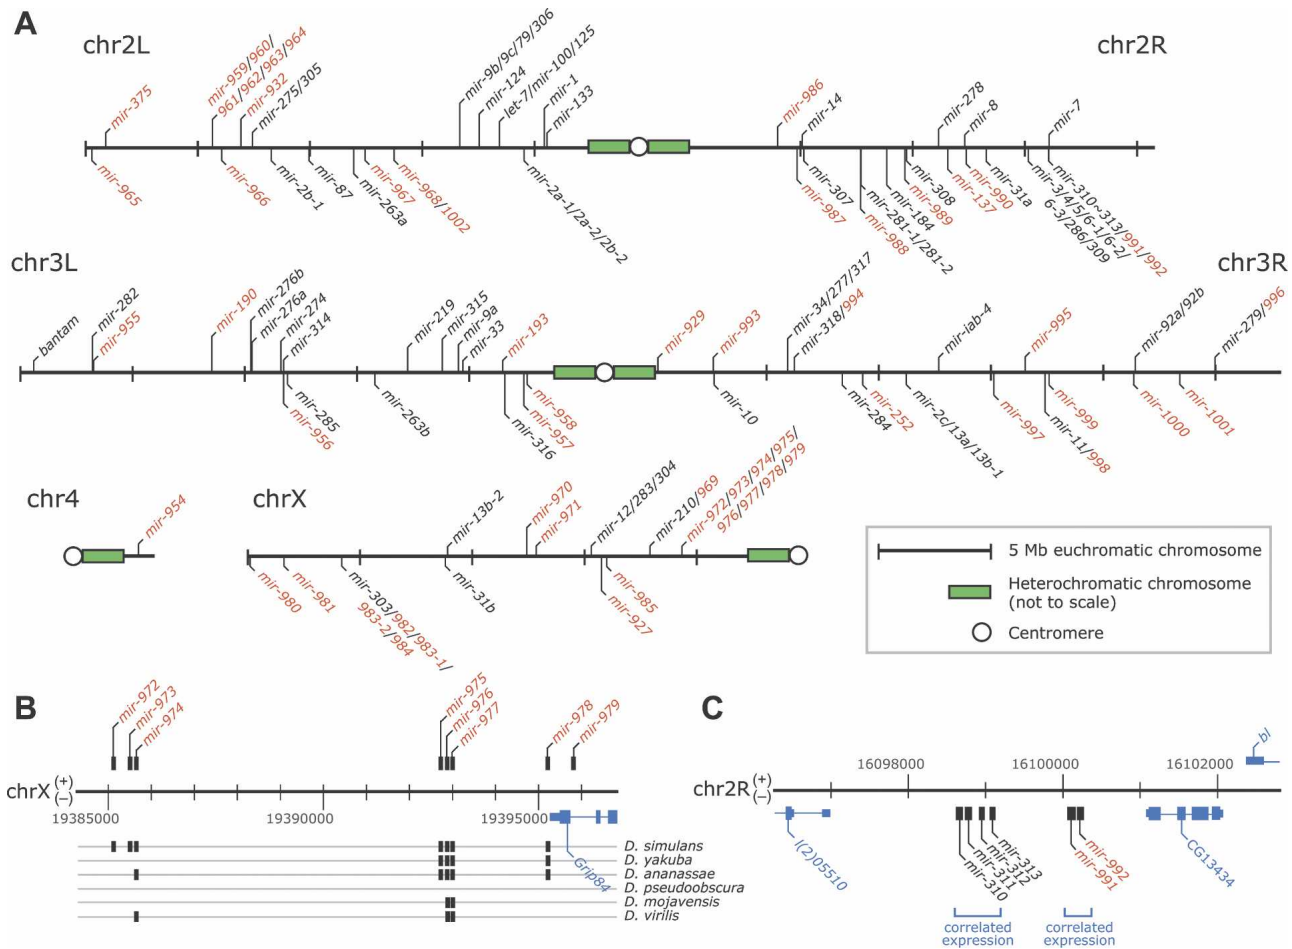 A
chr2L
chr2R
mir-375
mir-959/960/
961/962/963/964
mir-932
mir-275/305
mir-9b/9c/79/306
mir-124
let-7/mir-100/125
mir-1
mir-133
mir-986
mir-14
mir-278
mir-8
mir-7
mir-965
mir-966
mir-2b-1
mir-87
mir-263a
mir-967
mir-968/1002
mir-2a-1/2a-2/2b-2
mir-987
mir-307
mir-988
mir-281-1/281-2
mir-184
mir-989
mir-308
mir-137
mir-990
mir-31a
mir-3/4/5/6-1/6-2/
6-3/286/309
mir-310~313/991/992
chr3L
chr3R
bantam
mir-282
mir-955
mir-190
mir-276b
mir-276a
mir-274
mir-314
mir-219
mir-315
mir-9a
mir-33
mir-193
mir-929
mir-993
mir-34/277/317
mir-318/994
mir-iab-4
mir-995
mir-92a/92b
mir-279/996
mir-285
mir-956
mir-263b
mir-316
mir-957
mir-958
mir-10
mir-284
mir-252
mir-2c/13a/13b-1
mir-997
mir-11/998
mir-999
mir-1000
mir-1001
chr4
mir-954
chrX
mir-13b-2
mir-970
mir-971
mir-12/283/304
mir-210/969
mir-972/973/974/975/
976/977/978/979
mir-980
mir-981
mir-303/982/983-1/
983-2/984
mir-31b
mir-985
mir-927
5 Mb euchromatic chromosome
Heterochromatic chromosome
(not to scale)
Centromere
B
mir-972
mir-973
mir-974
mir-975
mir-976
mir-977
mir-978
mir-979
chrX (+)
(–)
19385000 19390000 19395000
Grip84
D. simulans
D. yakuba
D. ananassae
D. pseudoobscura
D. mojavensis
D. virilis
C
bl
16098000 16100000 16102000
chr2R (+)
(–)
l(2)05510
mir-313
mir-312
mir-311
mir-310
mir-992
mir-991
CG13434
correlated
expression
correlated
expression